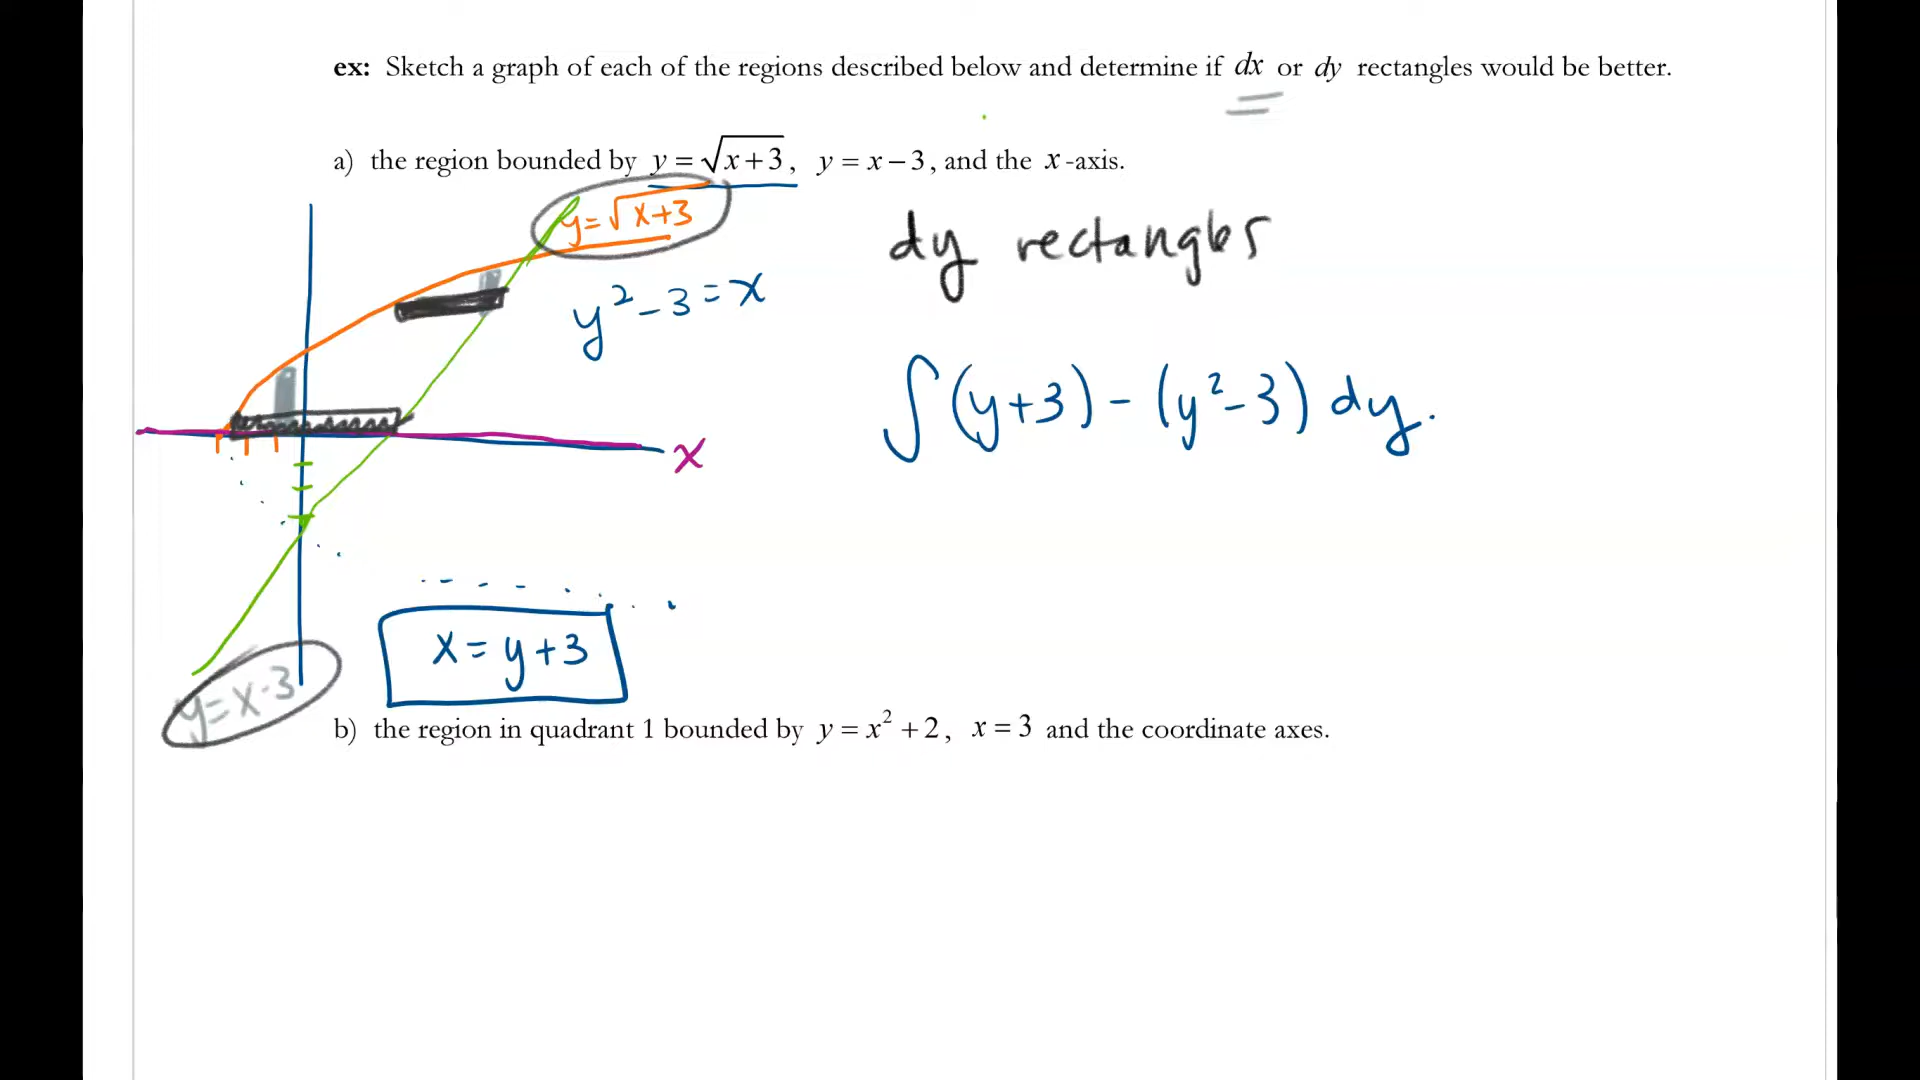 ex: Sketch a graph of each of the regions described below and determine if dx or dy rectangles would be better.
a) the region bounded by y = √x+3, y = x − 3, and the x-axis.
y = √x+3
dy rectangles
y² − 3 = x
∫ (y+3) − (y² − 3) dy.
x
x = y + 3
y = x - 3
b) the region in quadrant 1 bounded by y = x² + 2, x = 3 and the coordinate axes.